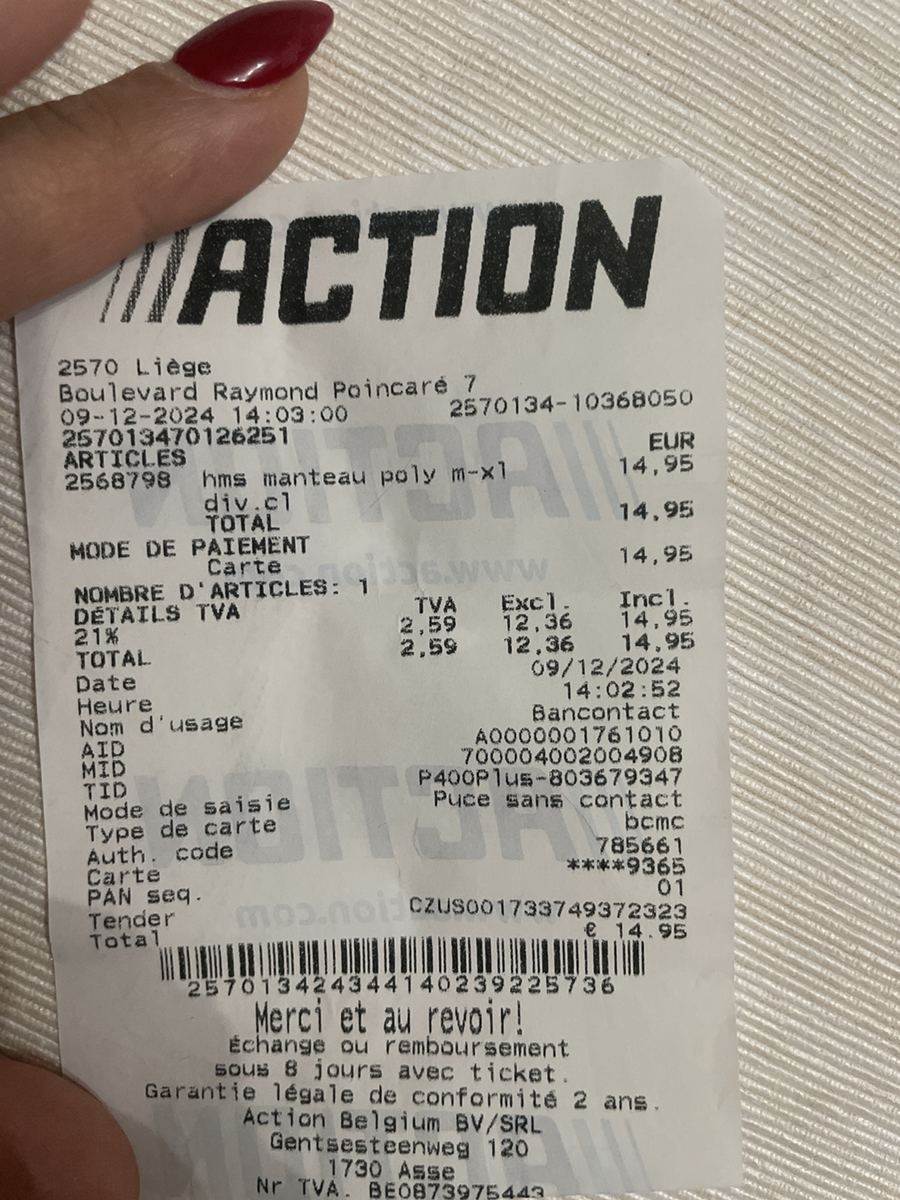 ACTION
2570 Liège
Boulevard Raymond Poincaré 7
09-12-2024 14:03:00 2570134-10368050
257013470126251
ARTICLES EUR
2568798 hms manteau poly m-xl 14,95
div.cl
TOTAL 14,95
MODE DE PAIEMENT
Carte 14,95
NOMBRE D'ARTICLES: 1
DÉTAILS TVA TVA Excl. Incl.
21% 2,59 12,36 14,95
TOTAL 2,59 12,36 14,95
Date 09/12/2024
Heure 14:02:52
Nom d'usage Bancontact
AID A0000001761010
MID 700004002004908
TID P400Plus-803679347
Mode de saisie Puce sans contact
Type de carte bcmc
Auth. code 785661
Carte ****9365
PAN seq. 01
Tender CZUS001733749372323
Total € 14.95
257013424344140239225736
Merci et au revoir!
Échange ou remboursement
sous 8 jours avec ticket.
Garantie légale de conformité 2 ans.
Action Belgium BV/SRL
Gentsesteenweg 120
1730 Asse
Nr TVA. BE0873975443